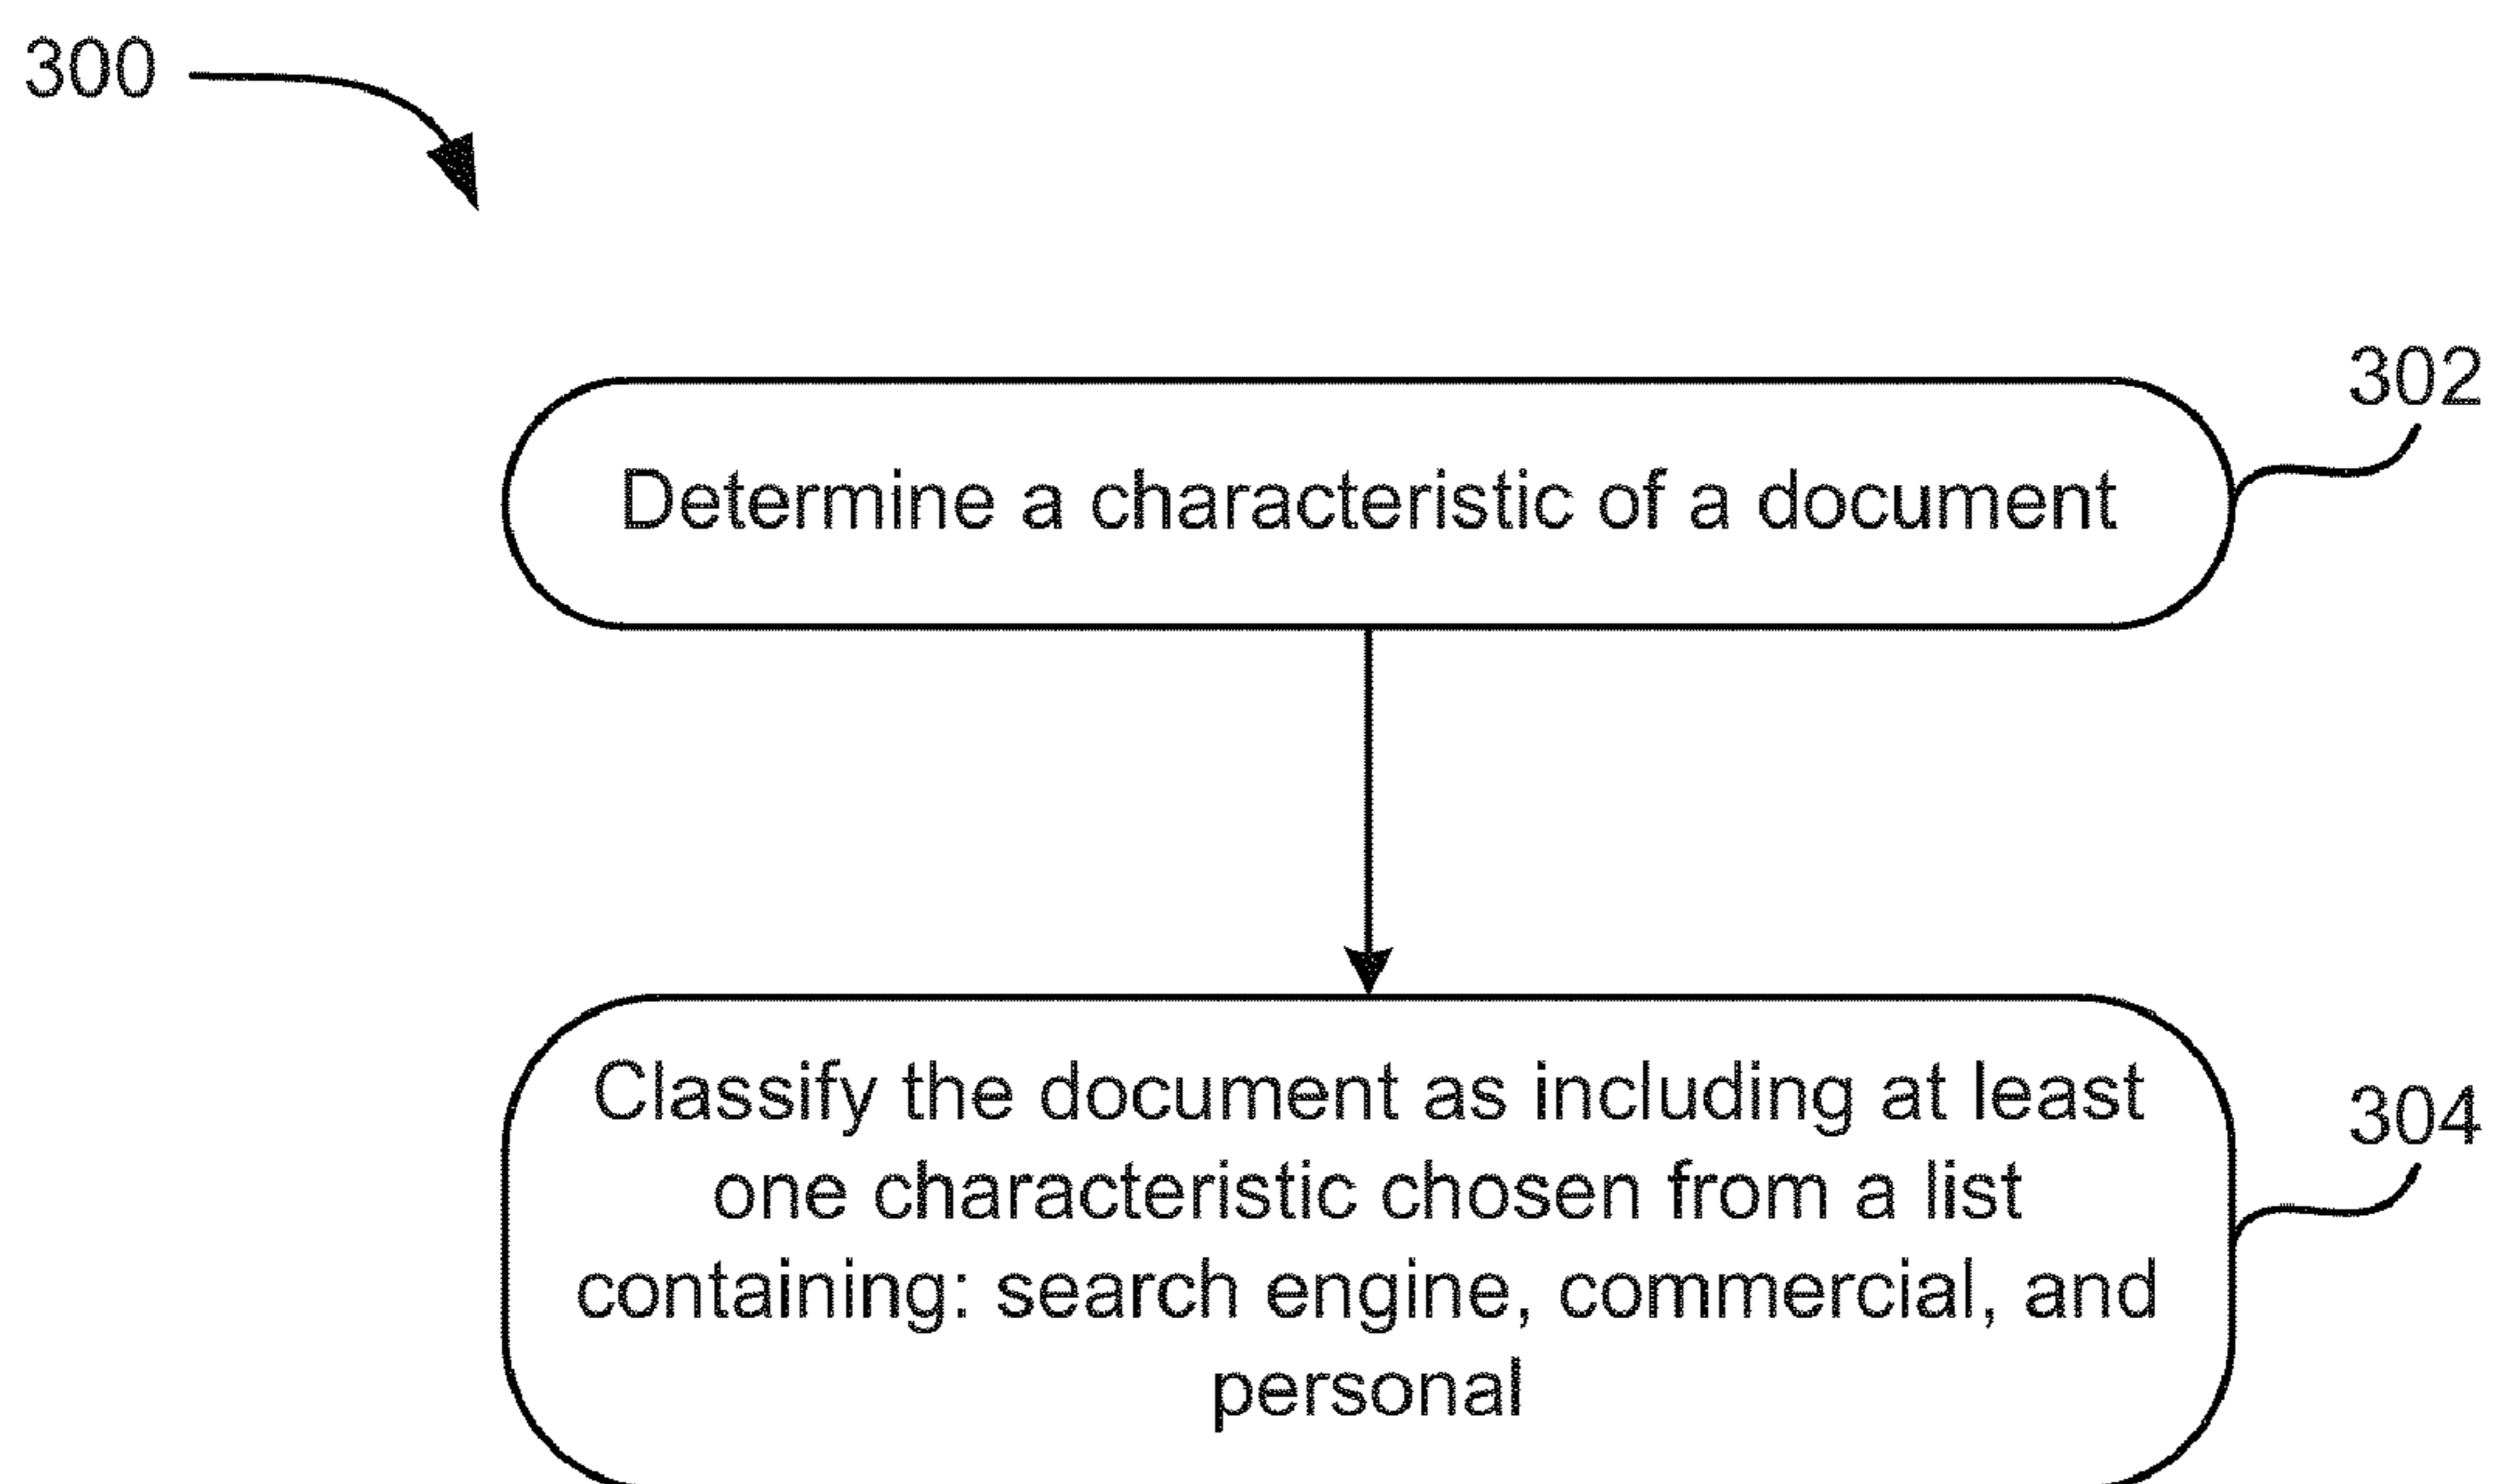 300
302
Determine a characteristic of a document
Classify the document as including at least
304
one characteristic chosen from a list
containing: search engine, commercial, and
personal